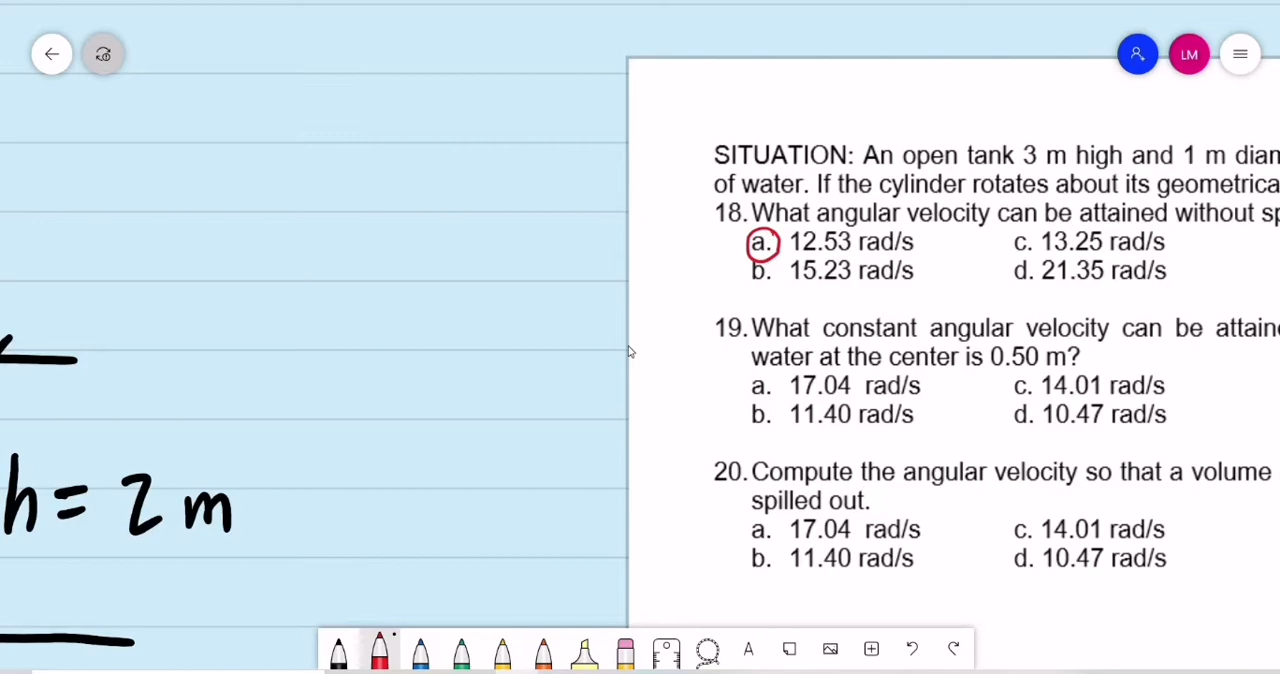 LM
SITUATION: An open tank 3 m high and 1 m diam
of water. If the cylinder rotates about its geometrica
18. What angular velocity can be attained without sp
a. 12.53 rad/s c. 13.25 rad/s
b. 15.23 rad/s d. 21.35 rad/s
19. What constant angular velocity can be attaine
water at the center is 0.50 m?
a. 17.04 rad/s c. 14.01 rad/s
b. 11.40 rad/s d. 10.47 rad/s
h = 2 m
20. Compute the angular velocity so that a volume
spilled out.
a. 17.04 rad/s c. 14.01 rad/s
b. 11.40 rad/s d. 10.47 rad/s
A